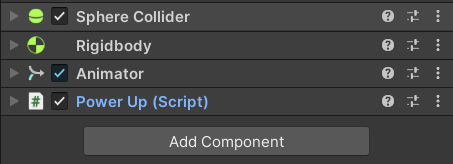 Sphere Collider
Rigidbody
Animator
Power Up (Script)
Add Component